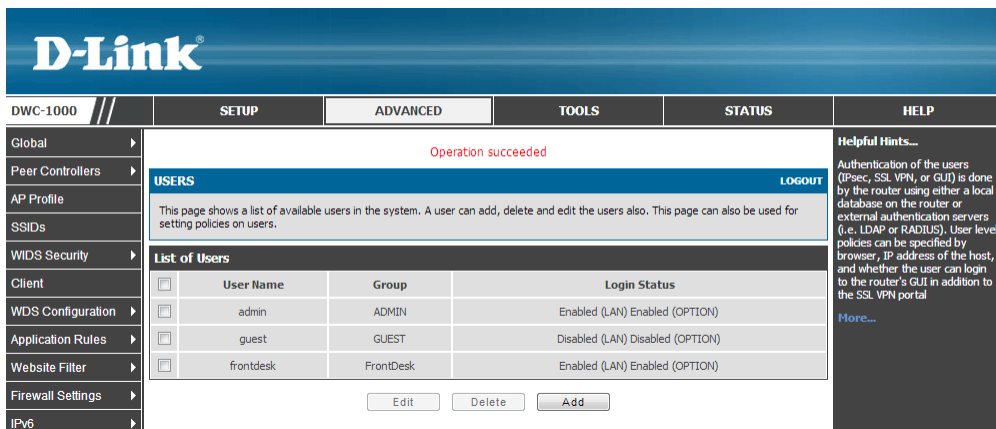 D-Link®
DWC-1000
SETUP
ADVANCED
TOOLS
STATUS
HELP
Global
Peer Controllers
AP Profile
SSIDs
WIDS Security
Client
WDS Configuration
Application Rules
Website Filter
Firewall Settings
IPv6
Operation succeeded
USERS LOGOUT
This page shows a list of available users in the system. A user can add, delete and edit the users also. This page can also be used for
setting policies on users.
List of Users
User Name Group Login Status
admin ADMIN Enabled (LAN) Enabled (OPTION)
guest GUEST Disabled (LAN) Disabled (OPTION)
frontdesk FrontDesk Enabled (LAN) Enabled (OPTION)
Edit Delete Add
Helpful Hints...
Authentication of the users
(IPsec, SSL VPN, or GUI) is done
by the router using either a local
database on the router or
external authentication servers
(i.e. LDAP or RADIUS). User level
policies can be specified by
browser, IP address of the host,
and whether the user can login
to the router's GUI in addition to
the SSL VPN portal
More...